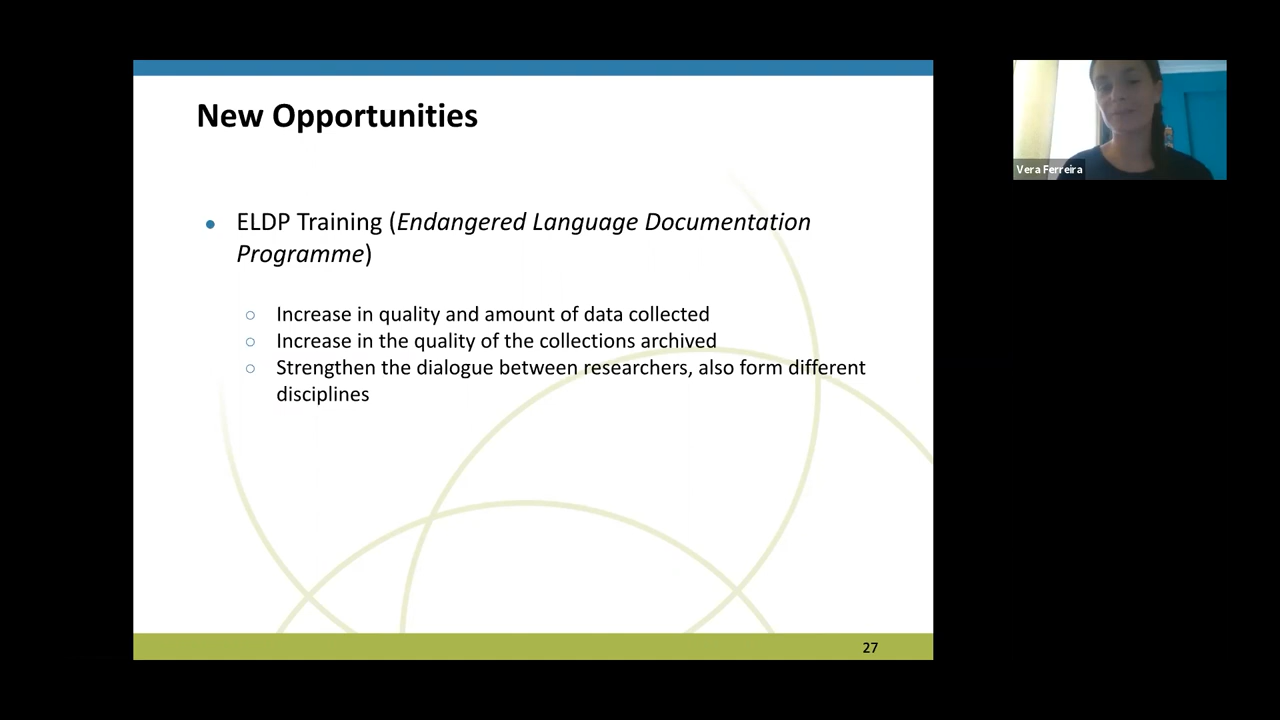 New Opportunities
Vera Ferreira
● ELDP Training (Endangered Language Documentation
Programme)
○ Increase in quality and amount of data collected
○ Increase in the quality of the collections archived
○ Strengthen the dialogue between researchers, also form different
disciplines
27